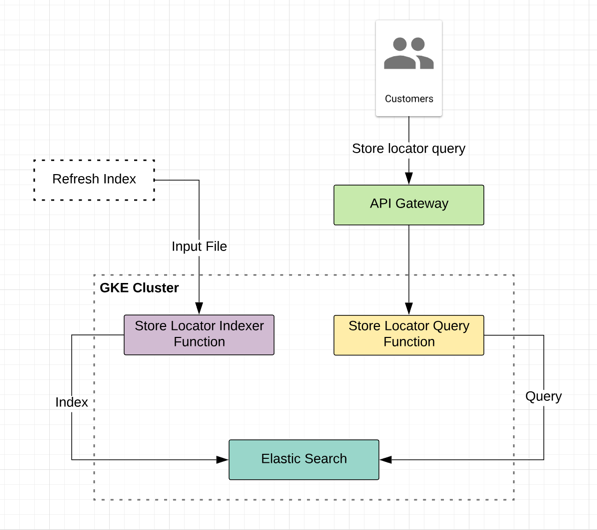 Customers
Store locator query
Refresh Index
API Gateway
Input File
GKE Cluster
Store Locator Indexer
Function
Store Locator Query
Function
Index
Query
Elastic Search